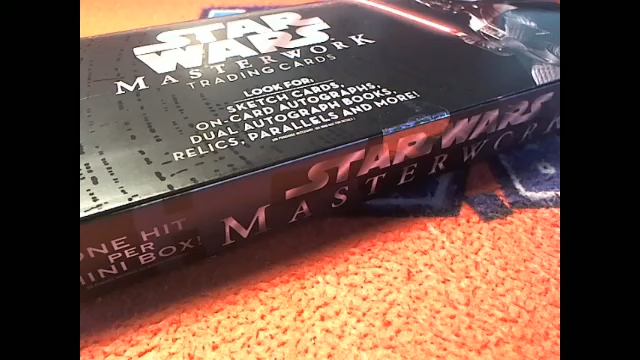 STAR
WARS
MASTERWORK
TRADING CARDS
LOOK FOR:
SKETCH CARDS,
ON-CARD AUTOGRAPHS,
DUAL AUTOGRAPH BOOKS,
RELICS, PARALLELS AND MORE!
STAR WARS
MASTERWORK
ONE HIT
PER
MINI BOX!